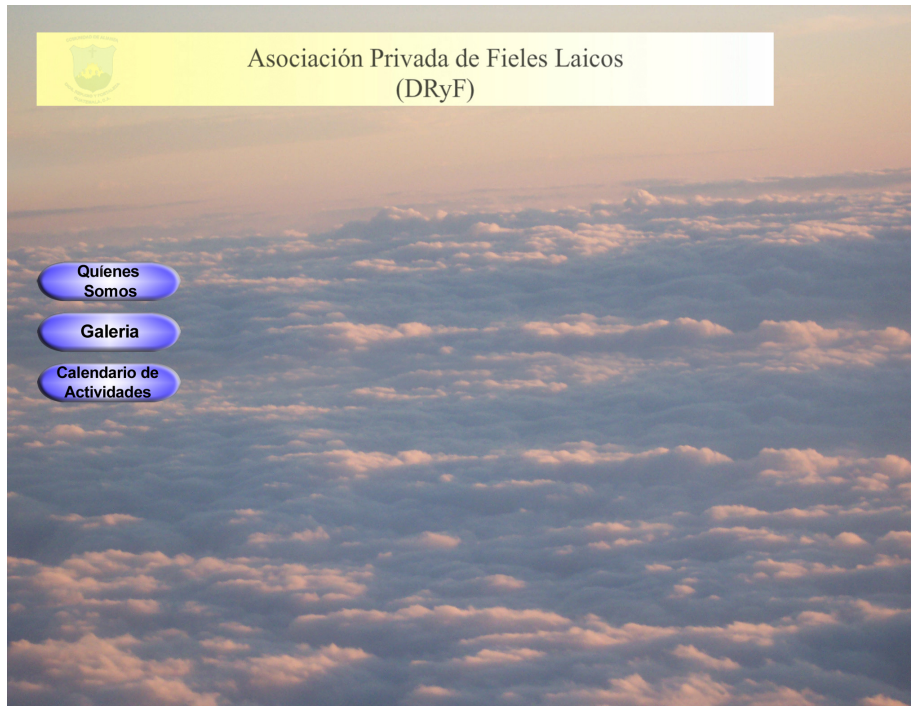 Asociación Privada de Fieles Laicos
(DRyF)
Quíenes
Somos
Galeria
Calendario de
Actividades